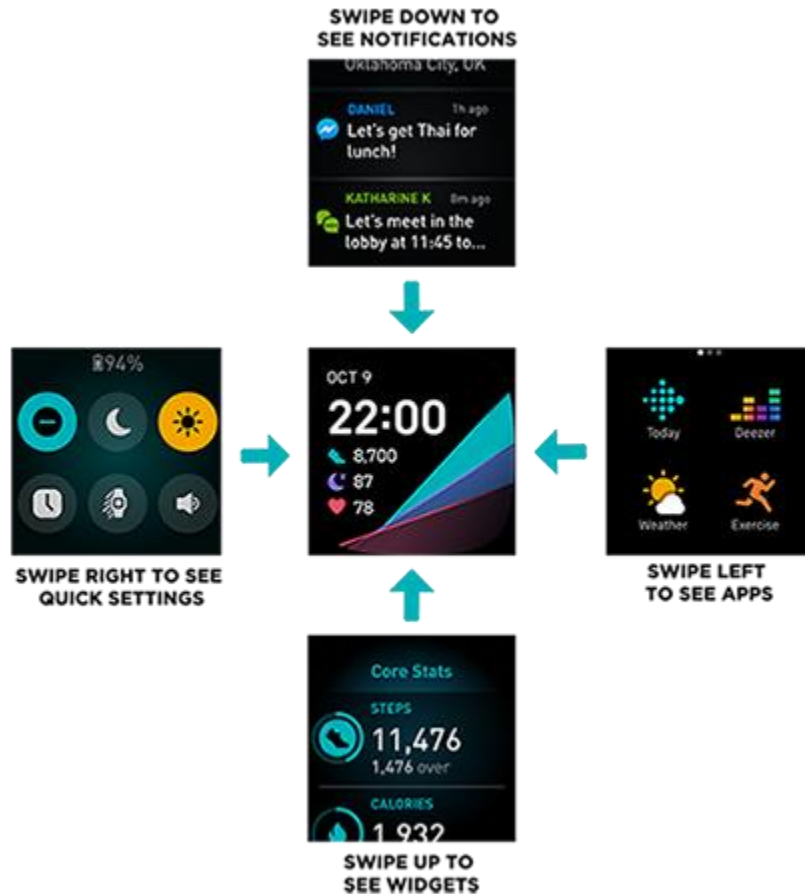 SWIPE DOWN TO
SEE NOTIFICATIONS
Oklahoma City, OK
DANIEL 1h ago
Let's get Thai for
lunch!
KATHARINE K 8m ago
Let's meet in the
lobby at 11:45 to...
94%
SWIPE RIGHT TO SEE
QUICK SETTINGS
OCT 9
22:00
8,700
87
78
Today Deezer
Weather Exercise
SWIPE LEFT
TO SEE APPS
Core Stats
STEPS
11,476
1,476 over
CALORIES
1,932
SWIPE UP TO
SEE WIDGETS